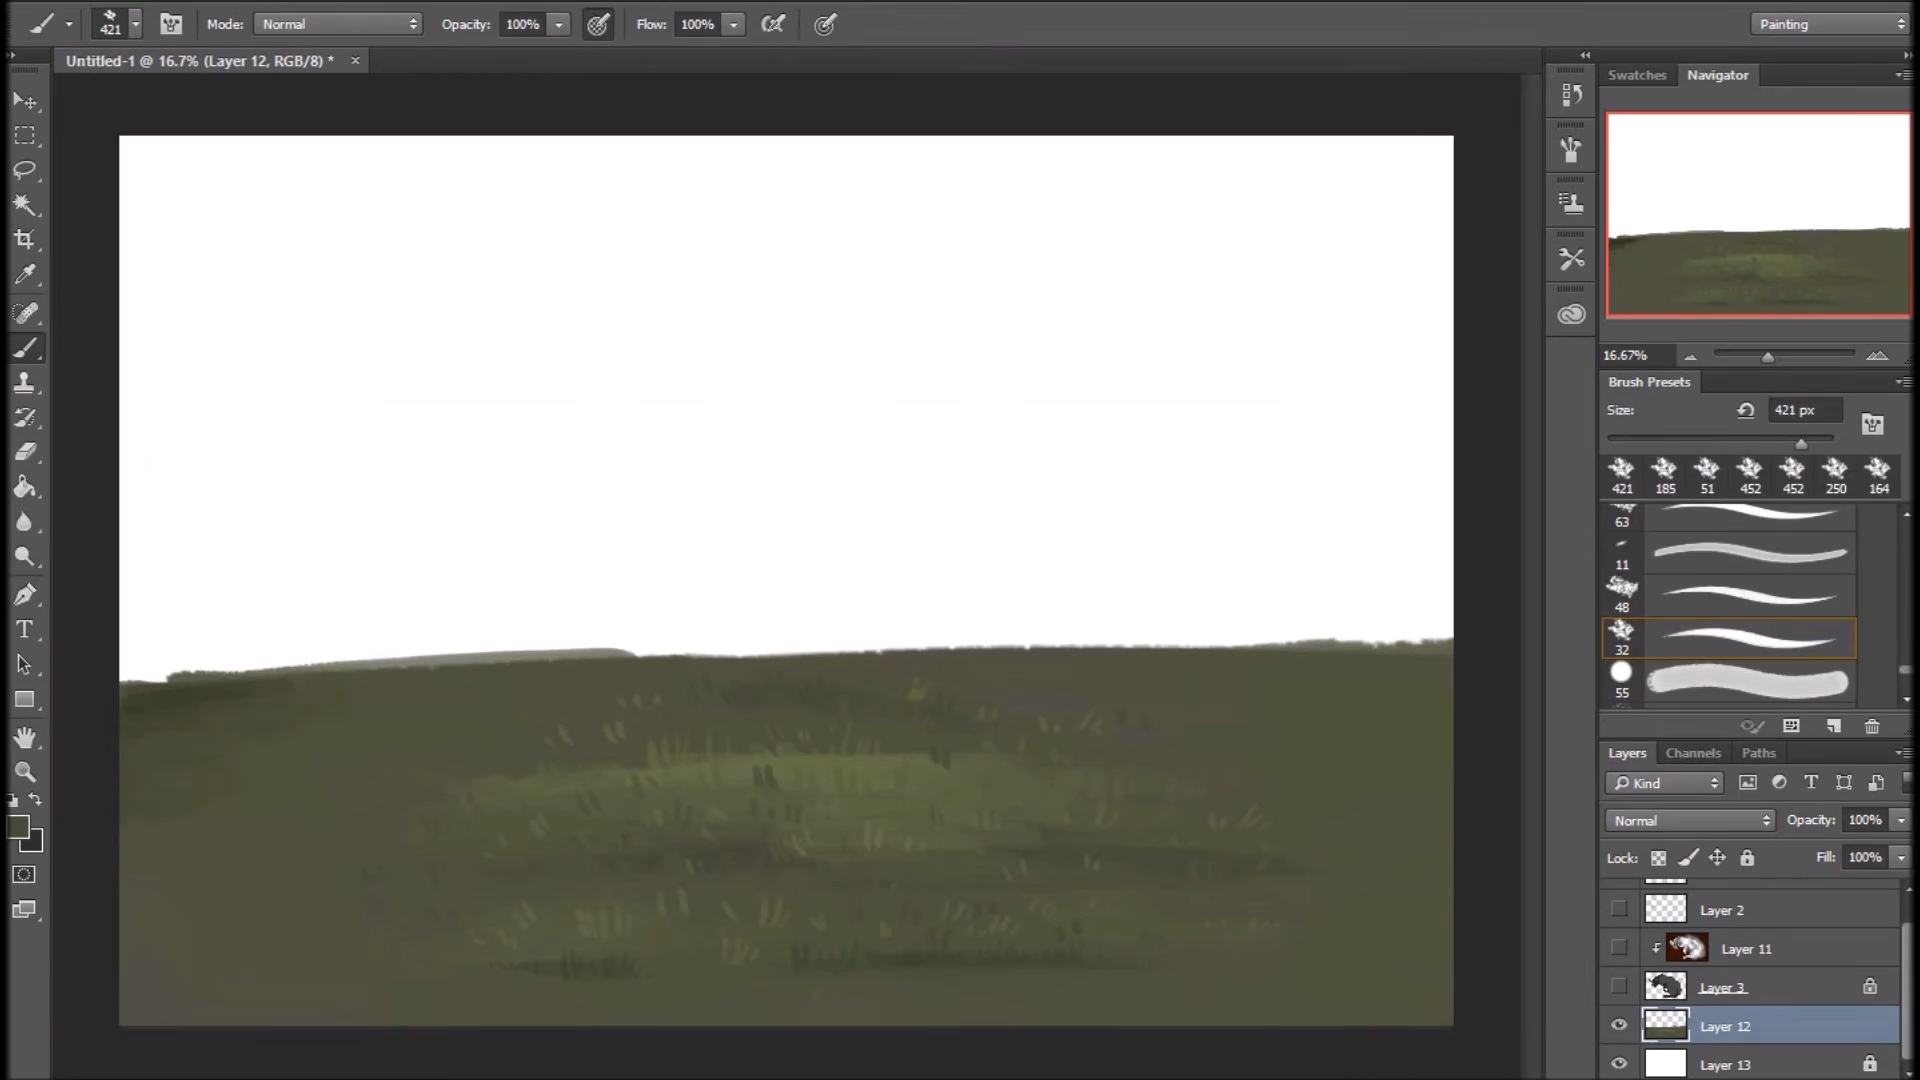 421
Mode:
Normal
Opacity:
100%
Flow:
100%
Painting
Untitled-1 @ 16.7% (Layer 12, RGB/8) *
Swatches
Navigator
16.67%
Brush Presets
Size:
421 px
421 185 51 452 452 250 164
63
11
48
32
55
Layers
Channels
Paths
Kind
Normal
Opacity:
100%
Lock:
Fill:
100%
Layer 2
Layer 11
Layer 3
Layer 12
Layer 13